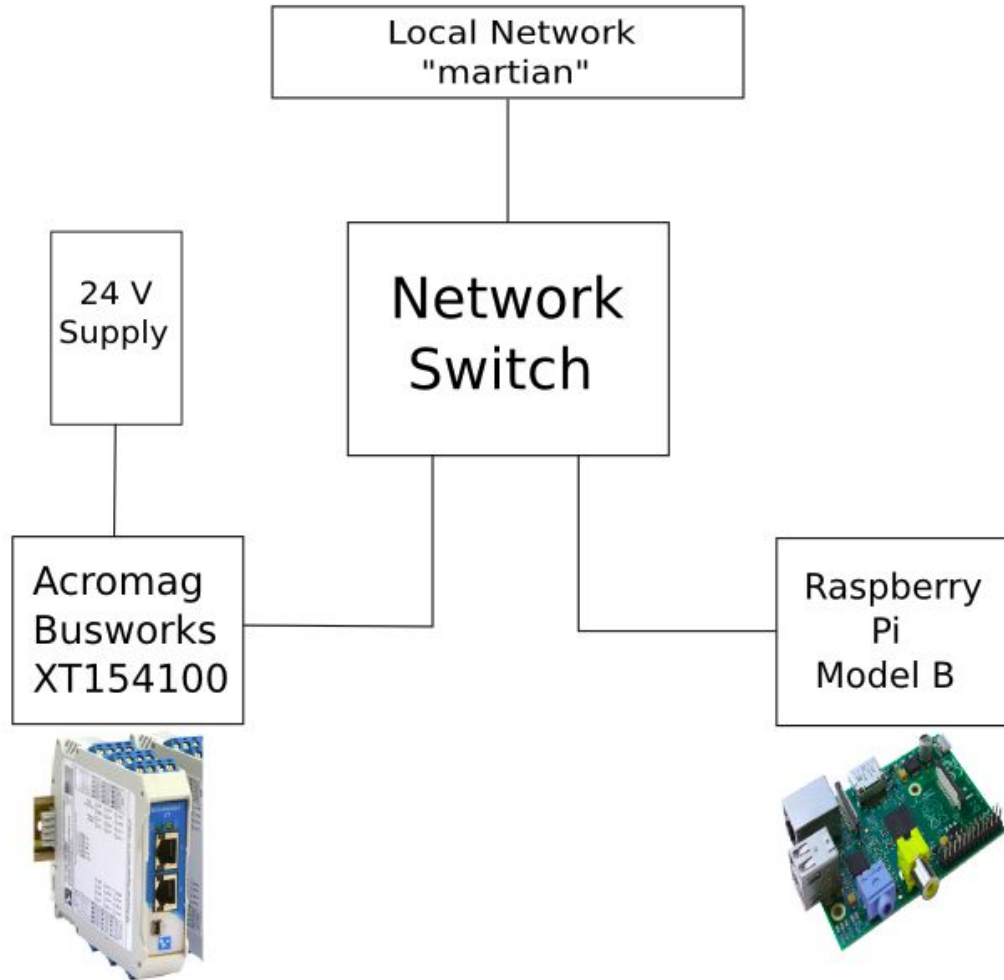 Local Network
"martian"
24 V
Supply
Network
Switch
Acromag
Busworks
XT154100
Raspberry
Pi
Model B